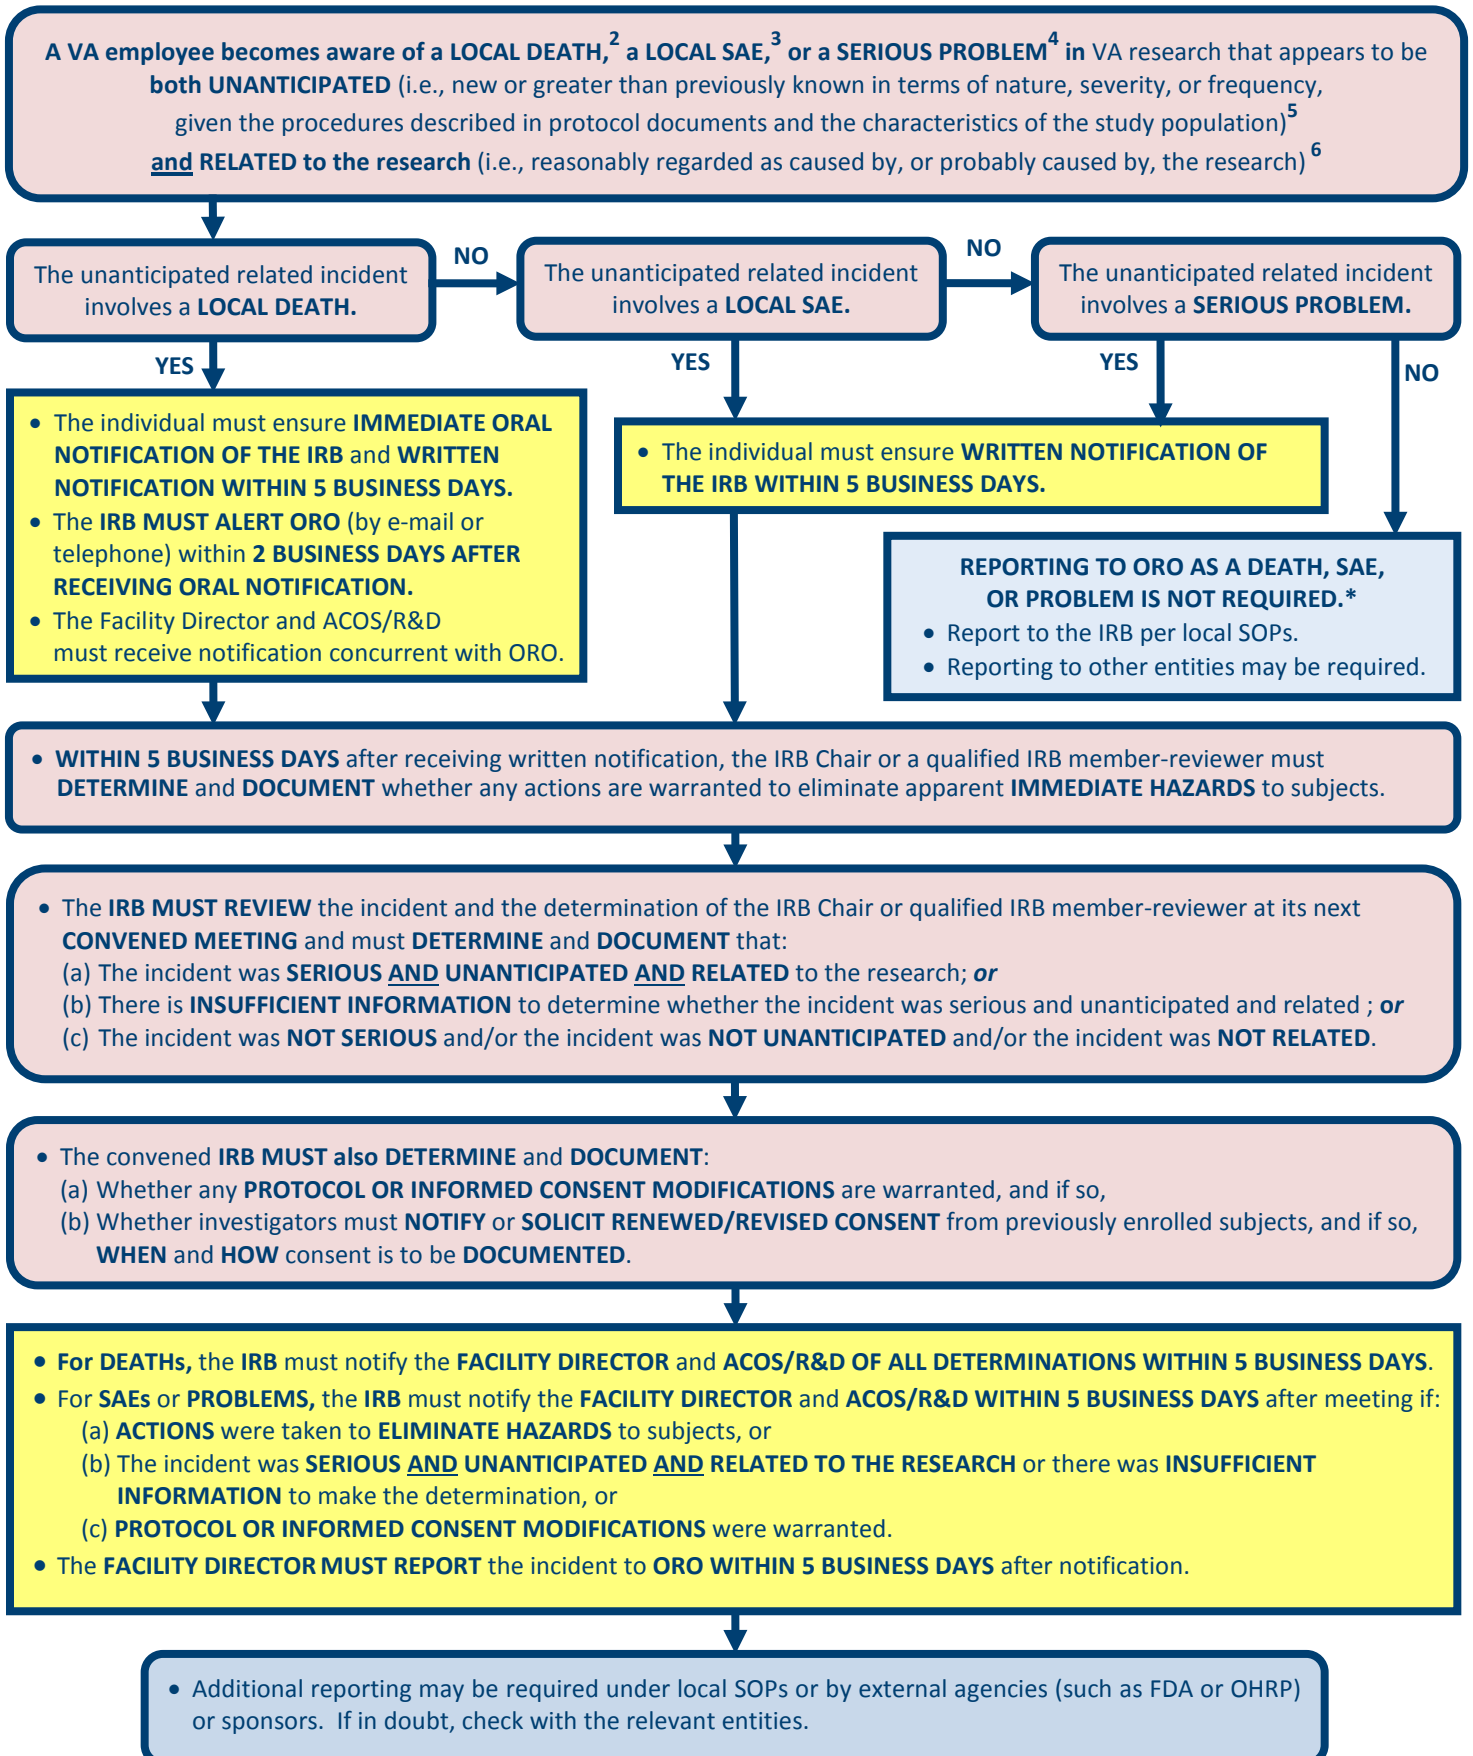 A VA employee becomes aware of a LOCAL DEATH,2 a LOCAL SAE,3 or a SERIOUS PROBLEM4 in VA research that appears to be
both UNANTICIPATED (i.e., new or greater than previously known in terms of nature, severity, or frequency,
given the procedures described in protocol documents and the characteristics of the study population)5
and RELATED to the research (i.e., reasonably regarded as caused by, or probably caused by, the research) 6
The unanticipated related incident
involves a LOCAL DEATH.
NO
The unanticipated related incident
involves a LOCAL SAE.
NO
The unanticipated related incident
involves a SERIOUS PROBLEM.
YES
YES
YES
NO
• The individual must ensure IMMEDIATE ORAL
NOTIFICATION OF THE IRB and WRITTEN
NOTIFICATION WITHIN 5 BUSINESS DAYS.
• The IRB MUST ALERT ORO (by e-mail or
telephone) within 2 BUSINESS DAYS AFTER
RECEIVING ORAL NOTIFICATION.
• The Facility Director and ACOS/R&D
must receive notification concurrent with ORO.
• The individual must ensure WRITTEN NOTIFICATION OF
THE IRB WITHIN 5 BUSINESS DAYS.
REPORTING TO ORO AS A DEATH, SAE,
OR PROBLEM IS NOT REQUIRED.*
• Report to the IRB per local SOPs.
• Reporting to other entities may be required.
• WITHIN 5 BUSINESS DAYS after receiving written notification, the IRB Chair or a qualified IRB member-reviewer must
DETERMINE and DOCUMENT whether any actions are warranted to eliminate apparent IMMEDIATE HAZARDS to subjects.
• The IRB MUST REVIEW the incident and the determination of the IRB Chair or qualified IRB member-reviewer at its next
CONVENED MEETING and must DETERMINE and DOCUMENT that:
(a) The incident was SERIOUS AND UNANTICIPATED AND RELATED to the research; or
(b) There is INSUFFICIENT INFORMATION to determine whether the incident was serious and unanticipated and related ; or
(c) The incident was NOT SERIOUS and/or the incident was NOT UNANTICIPATED and/or the incident was NOT RELATED.
• The convened IRB MUST also DETERMINE and DOCUMENT:
(a) Whether any PROTOCOL OR INFORMED CONSENT MODIFICATIONS are warranted, and if so,
(b) Whether investigators must NOTIFY or SOLICIT RENEWED/REVISED CONSENT from previously enrolled subjects, and if so,
WHEN and HOW consent is to be DOCUMENTED.
• For DEATHs, the IRB must notify the FACILITY DIRECTOR and ACOS/R&D OF ALL DETERMINATIONS WITHIN 5 BUSINESS DAYS.
• For SAEs or PROBLEMS, the IRB must notify the FACILITY DIRECTOR and ACOS/R&D WITHIN 5 BUSINESS DAYS after meeting if:
(a) ACTIONS were taken to ELIMINATE HAZARDS to subjects, or
(b) The incident was SERIOUS AND UNANTICIPATED AND RELATED TO THE RESEARCH or there was INSUFFICIENT
INFORMATION to make the determination, or
(c) PROTOCOL OR INFORMED CONSENT MODIFICATIONS were warranted.
• The FACILITY DIRECTOR MUST REPORT the incident to ORO WITHIN 5 BUSINESS DAYS after notification.
• Additional reporting may be required under local SOPs or by external agencies (such as FDA or OHRP)
or sponsors. If in doubt, check with the relevant entities.